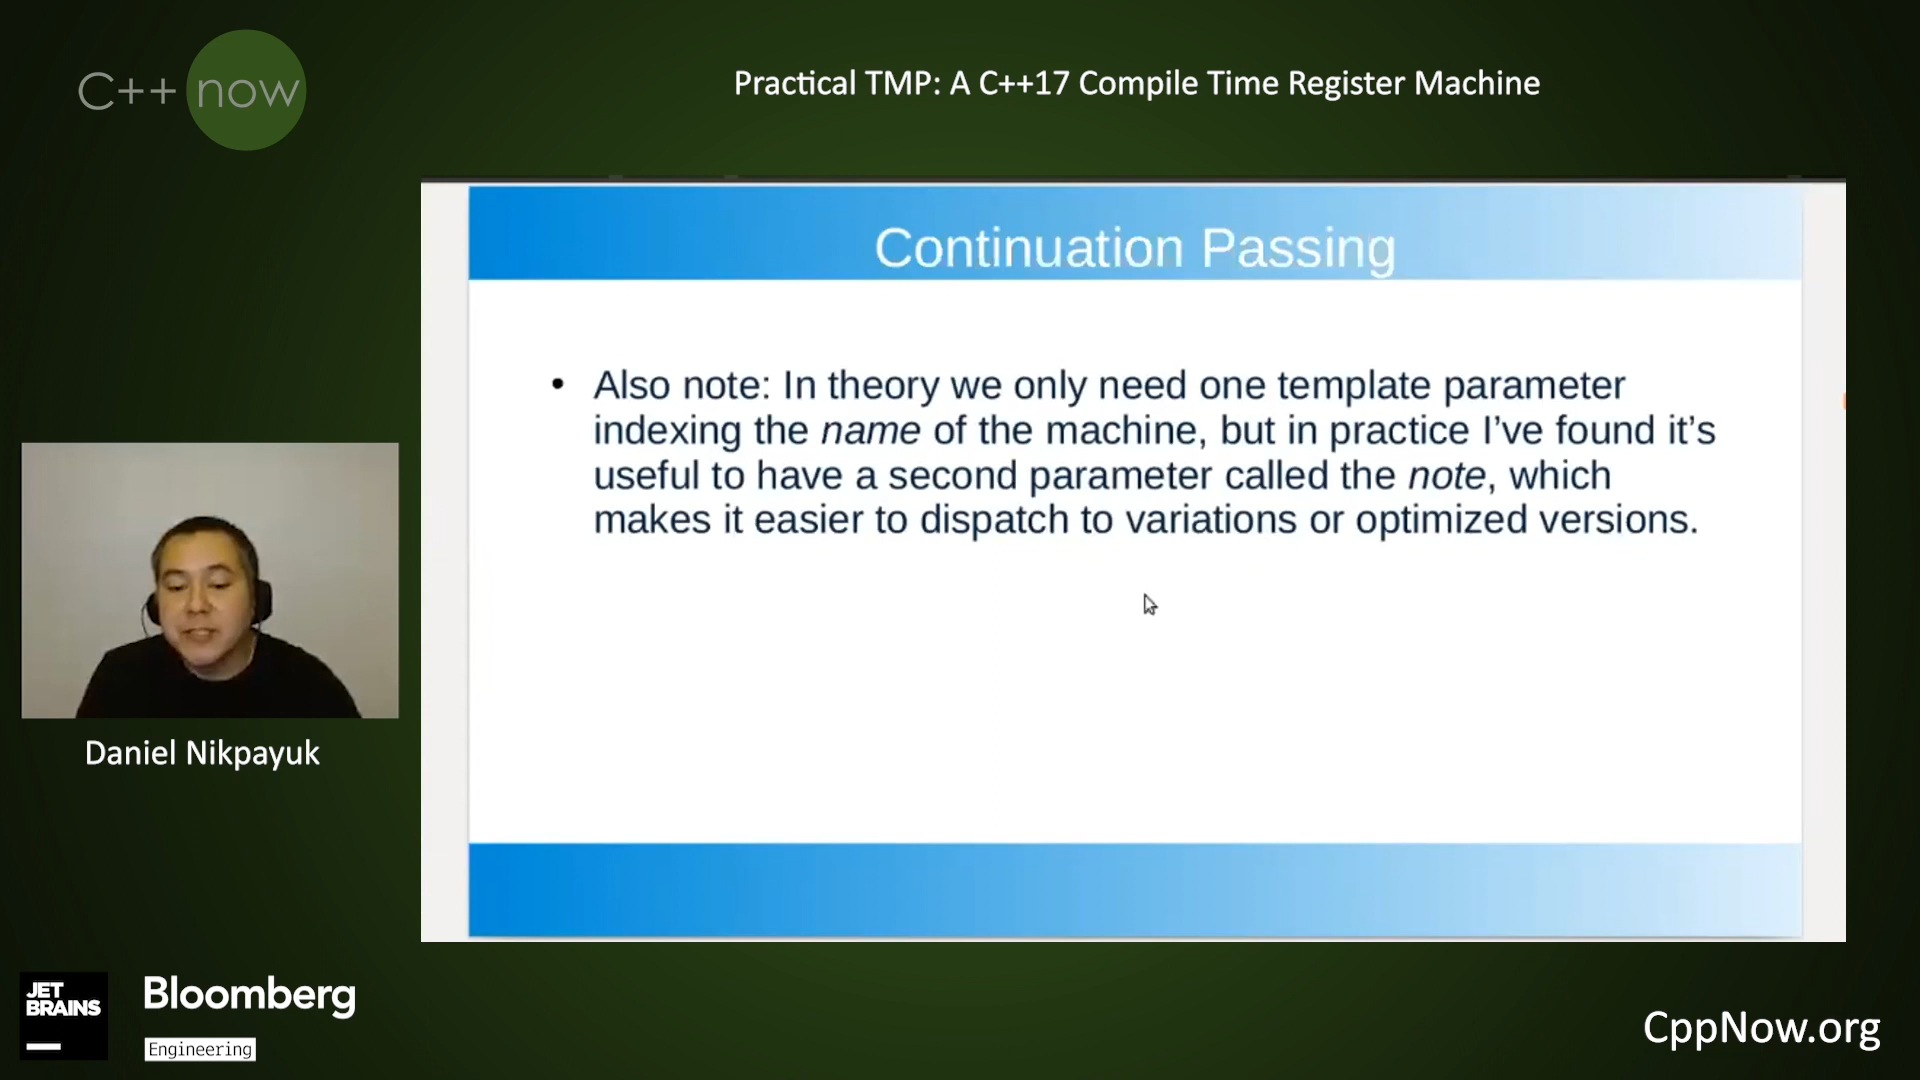 C++ now
Practical TMP: A C++17 Compile Time Register Machine
Continuation Passing
• Also note: In theory we only need one template parameter
indexing the name of the machine, but in practice I’ve found it’s
useful to have a second parameter called the note, which
makes it easier to dispatch to variations or optimized versions.
Daniel Nikpayuk
JET
BRAINS
Bloomberg
Engineering
CppNow.org